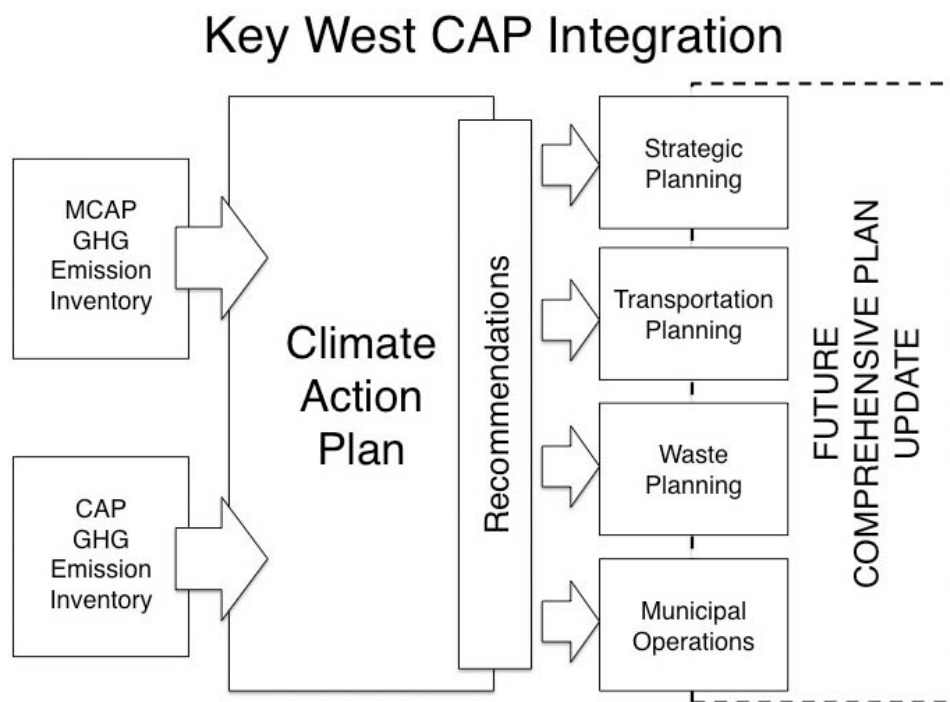 Key West CAP Integration
MCAP
GHG
Emission
Inventory
CAP
GHG
Emission
Inventory
Climate
Action
Plan
Recommendations
Strategic
Planning
Transportation
Planning
Waste
Planning
Municipal
Operations
FUTURE
COMPREHENSIVE PLAN
UPDATE